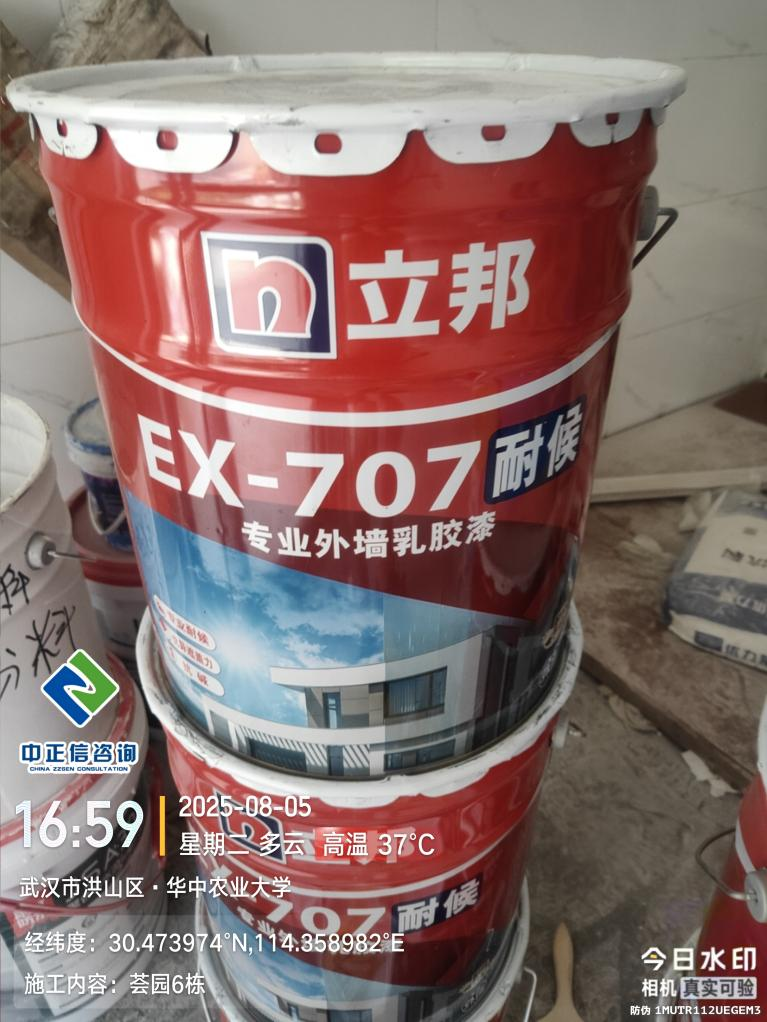 立邦
EX-707 耐候
专业外墙乳胶漆
抗碱
料
中正信咨询
CHINA ZZGEN CONSULTATION
16:59
2025-08-05
星期二 多云 高温 37°C
707 耐候
武汉市洪山区·华中农业大学
经纬度：30.473974°N,114.358982°E
施工内容：荟园6栋
今日水印
相机 真实可验
防伪 1MUTR112UEGEM3